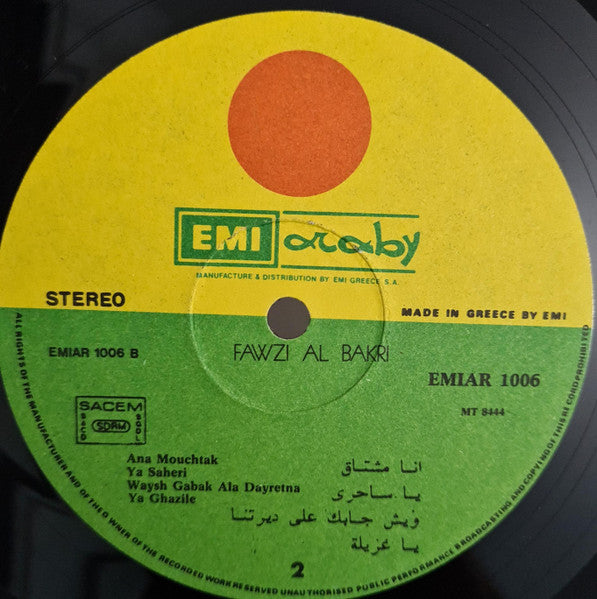 EMI araby
MANUFACTURE & DISTRIBUTION BY EMI GREECE S.A.
STEREO
MADE IN GREECE BY EMI
EMIAR 1006 B
FAWZI AL BAKRI
EMIAR 1006
MT 8444
SACEM
SDRM
SACD
SGDL
Ana Mouchtak
Ya Saheri
Waysh Gabak Ala Dayretna
Ya Ghazile
انا مشتاق
يا ساحرى
ويش جابك على ديرتنا
يا غزيلة
2
ALL RIGHTS OF THE MANUFACTURER AND OF THE OWNER OF THE RECORDED WORK RESERVED UNAUTHORISED PUBLIC PERFORMANCE BROADCASTING AND COPYING OF THIS RECORD PROHIBITED